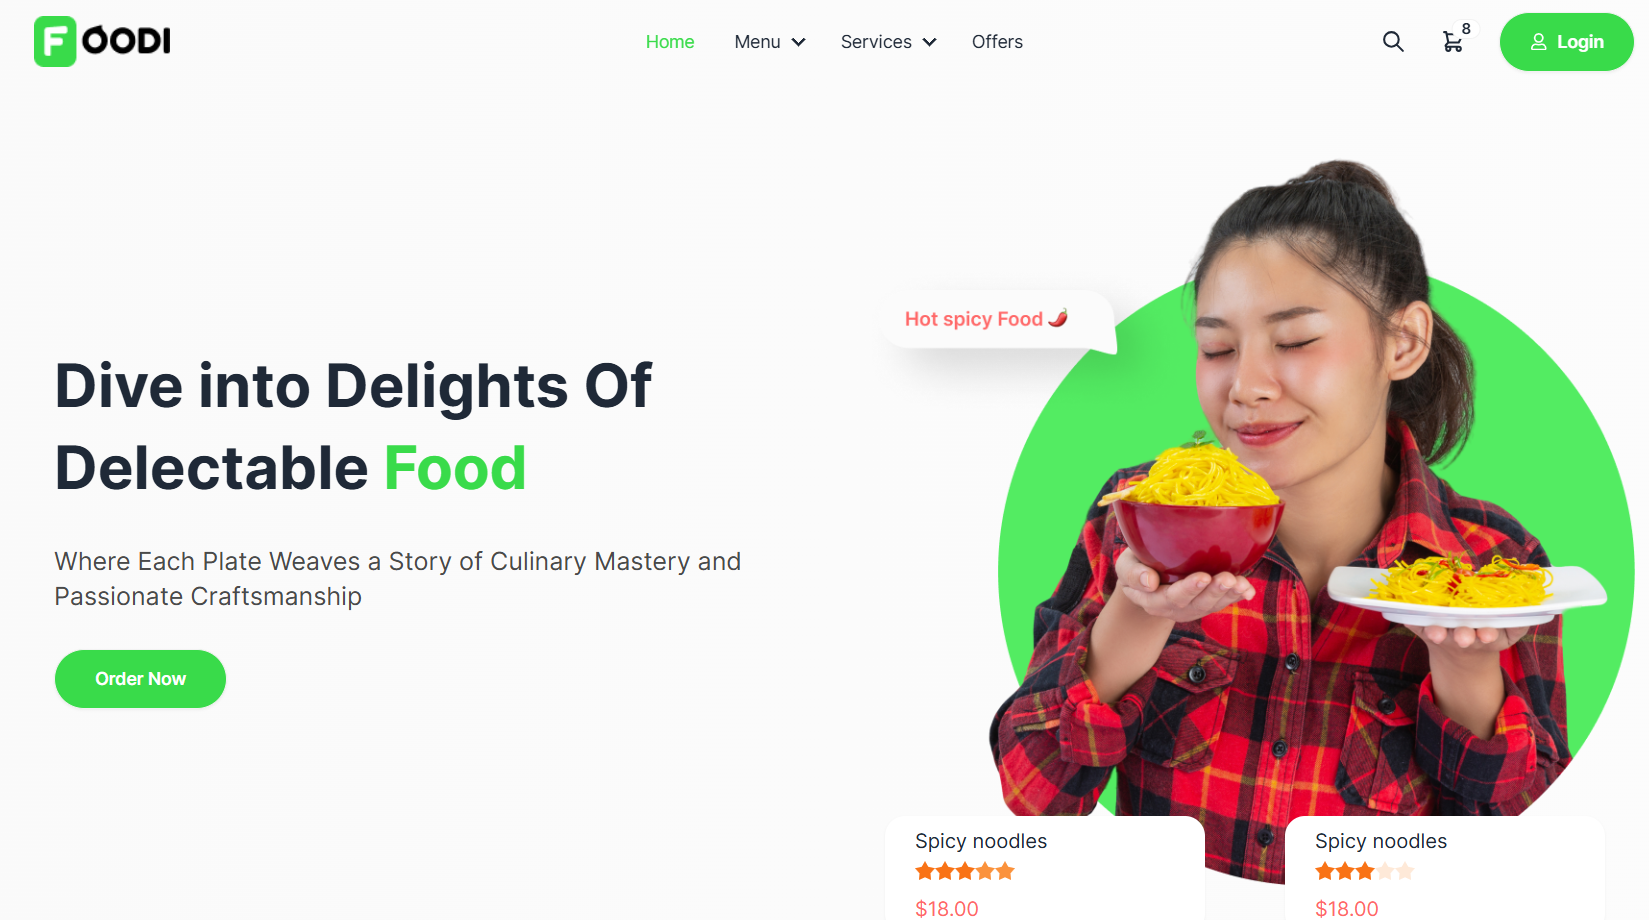 FOODI
Home
Menu
Services
Offers
8
Login
Hot spicy Food 🌶️
Dive into Delights Of
Delectable Food
Where Each Plate Weaves a Story of Culinary Mastery and
Passionate Craftsmanship
Order Now
Spicy noodles
$18.00
Spicy noodles
$18.00